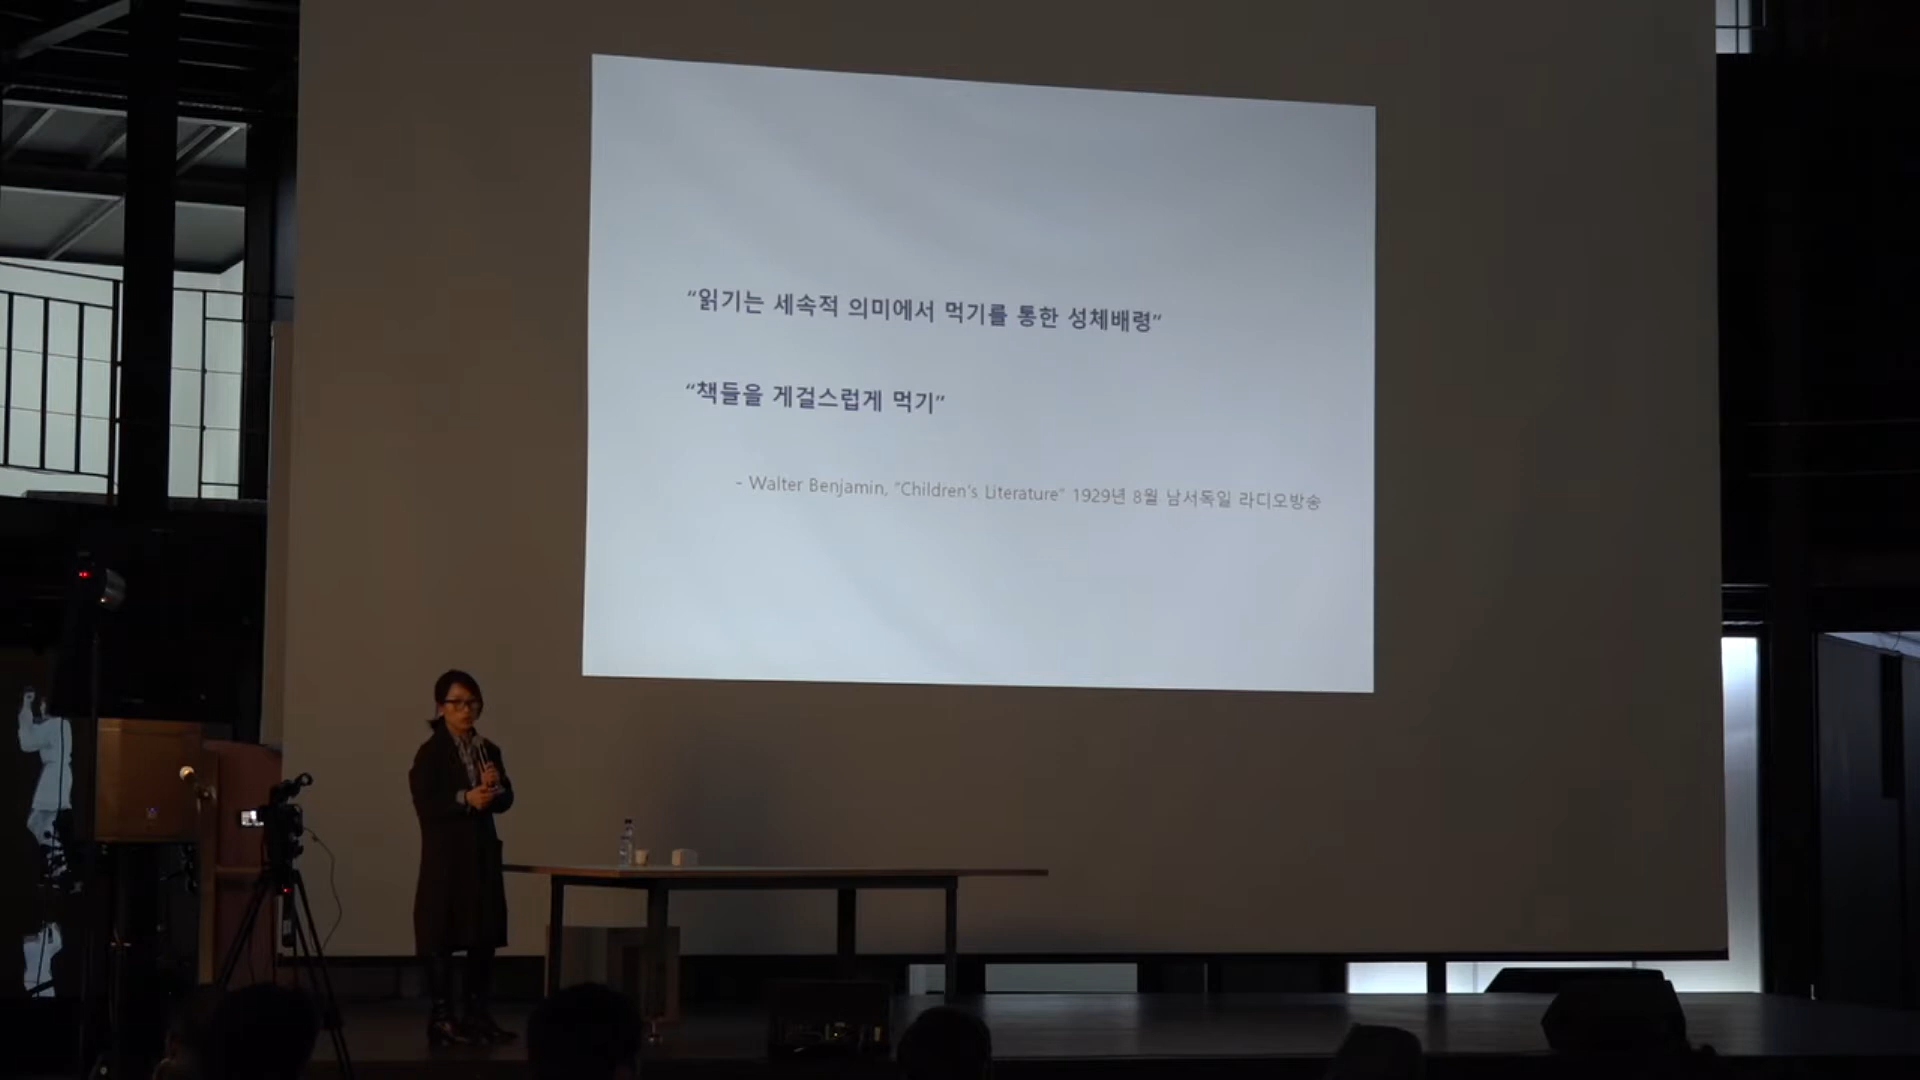 “읽기는 세속적 의미에서 먹기를 통한 성체배령”
“책들을 게걸스럽게 먹기”
- Walter Benjamin, “Children's Literature” 1929년 8월 남서독일 라디오방송